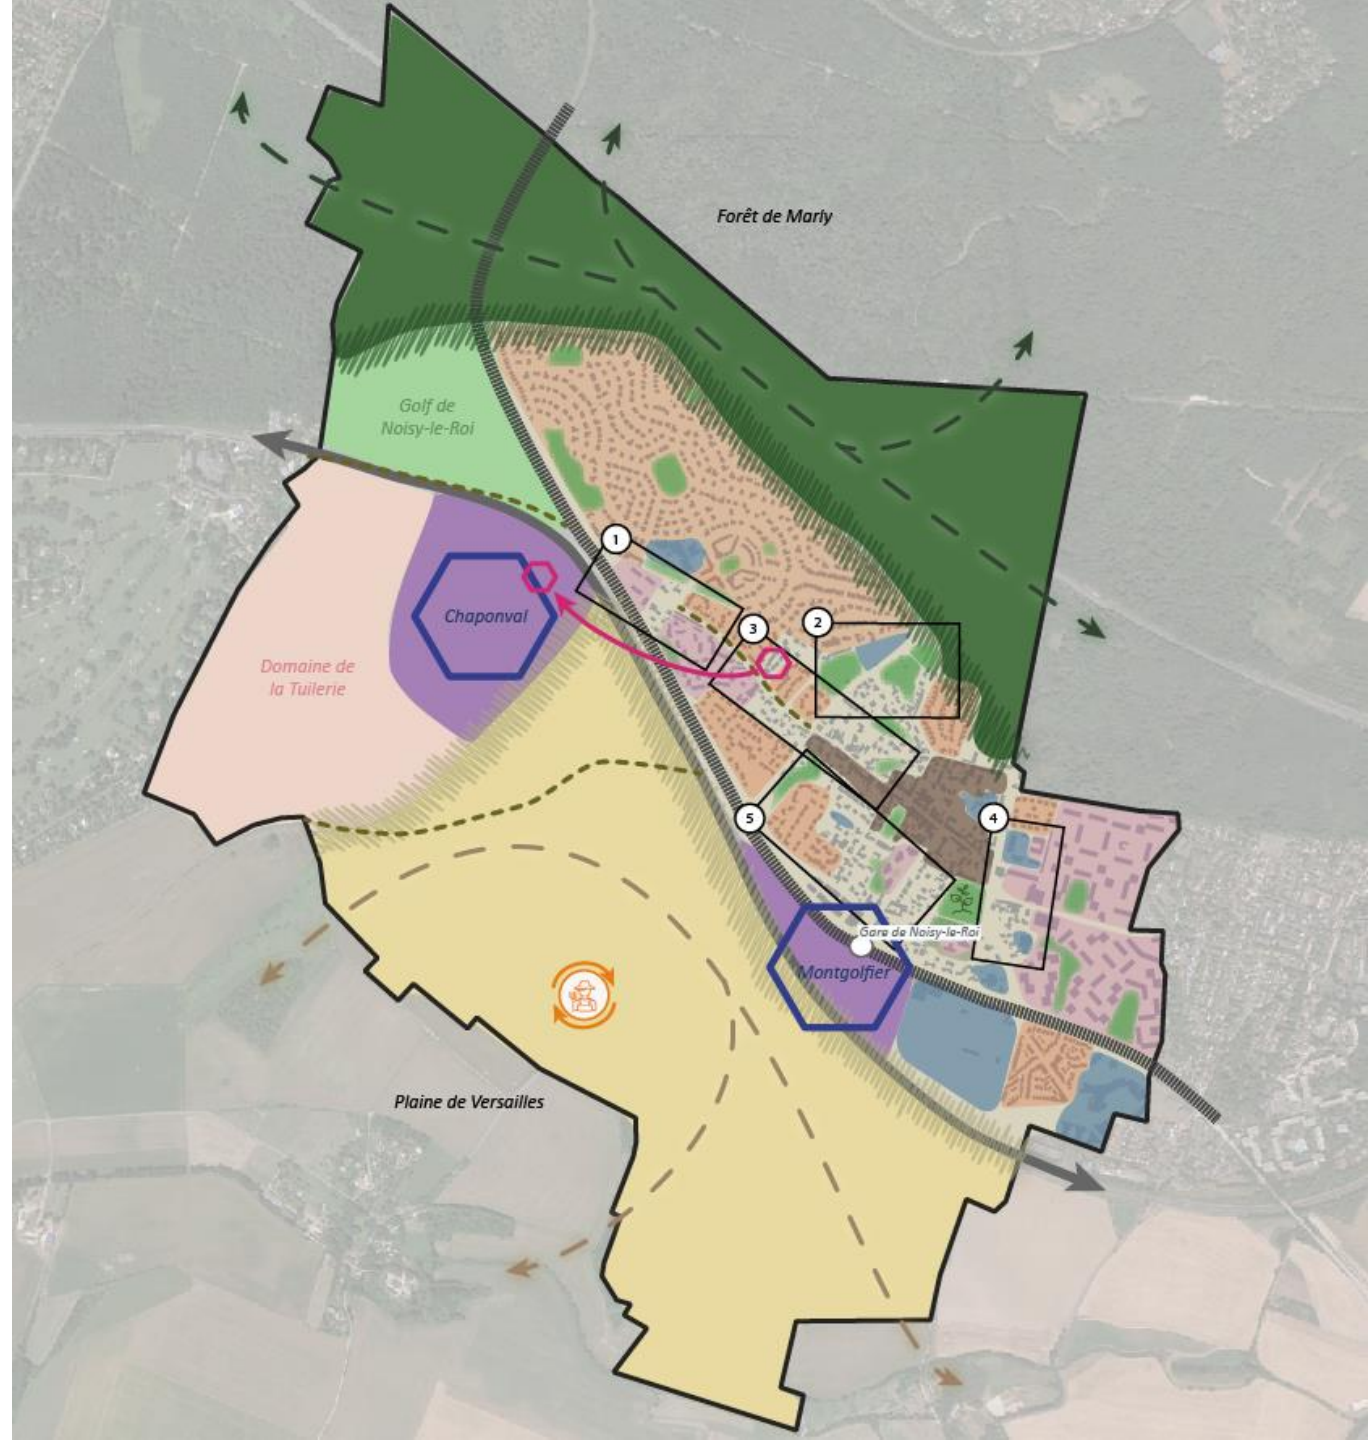 Forêt de Marly
Golf de
Noisy-le-Roi
1
Chaponval
3
2
Domaine de
la Tuilerie
5
4
Gare de Noisy-le-Roi
Montgolfier
Plaine de Versailles